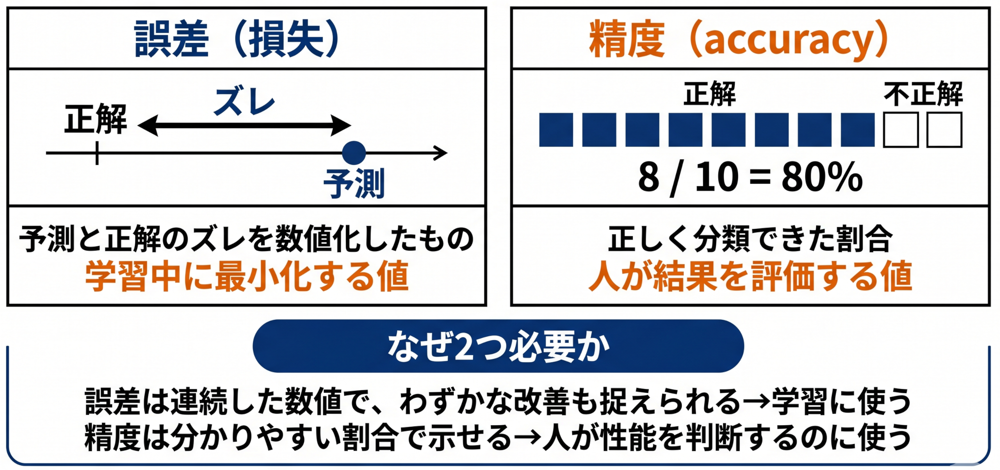 誤差（損失）
正解
ズレ
予測
予測と正解のズレを数値化したもの
学習中に最小化する値
精度（accuracy）
正解
不正解
8 / 10 = 80%
正しく分類できた割合
人が結果を評価する値
なぜ2つ必要か
誤差は連続した数値で、わずかな改善も捉えられる→学習に使う
精度は分かりやすい割合で示せる→人が性能を判断するのに使う